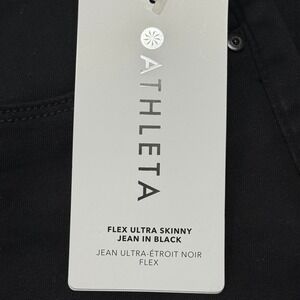 ATHLETA
FLEX ULTRA SKINNY
JEAN IN BLACK
JEAN ULTRA-ÉTROIT NOIR
FLEX